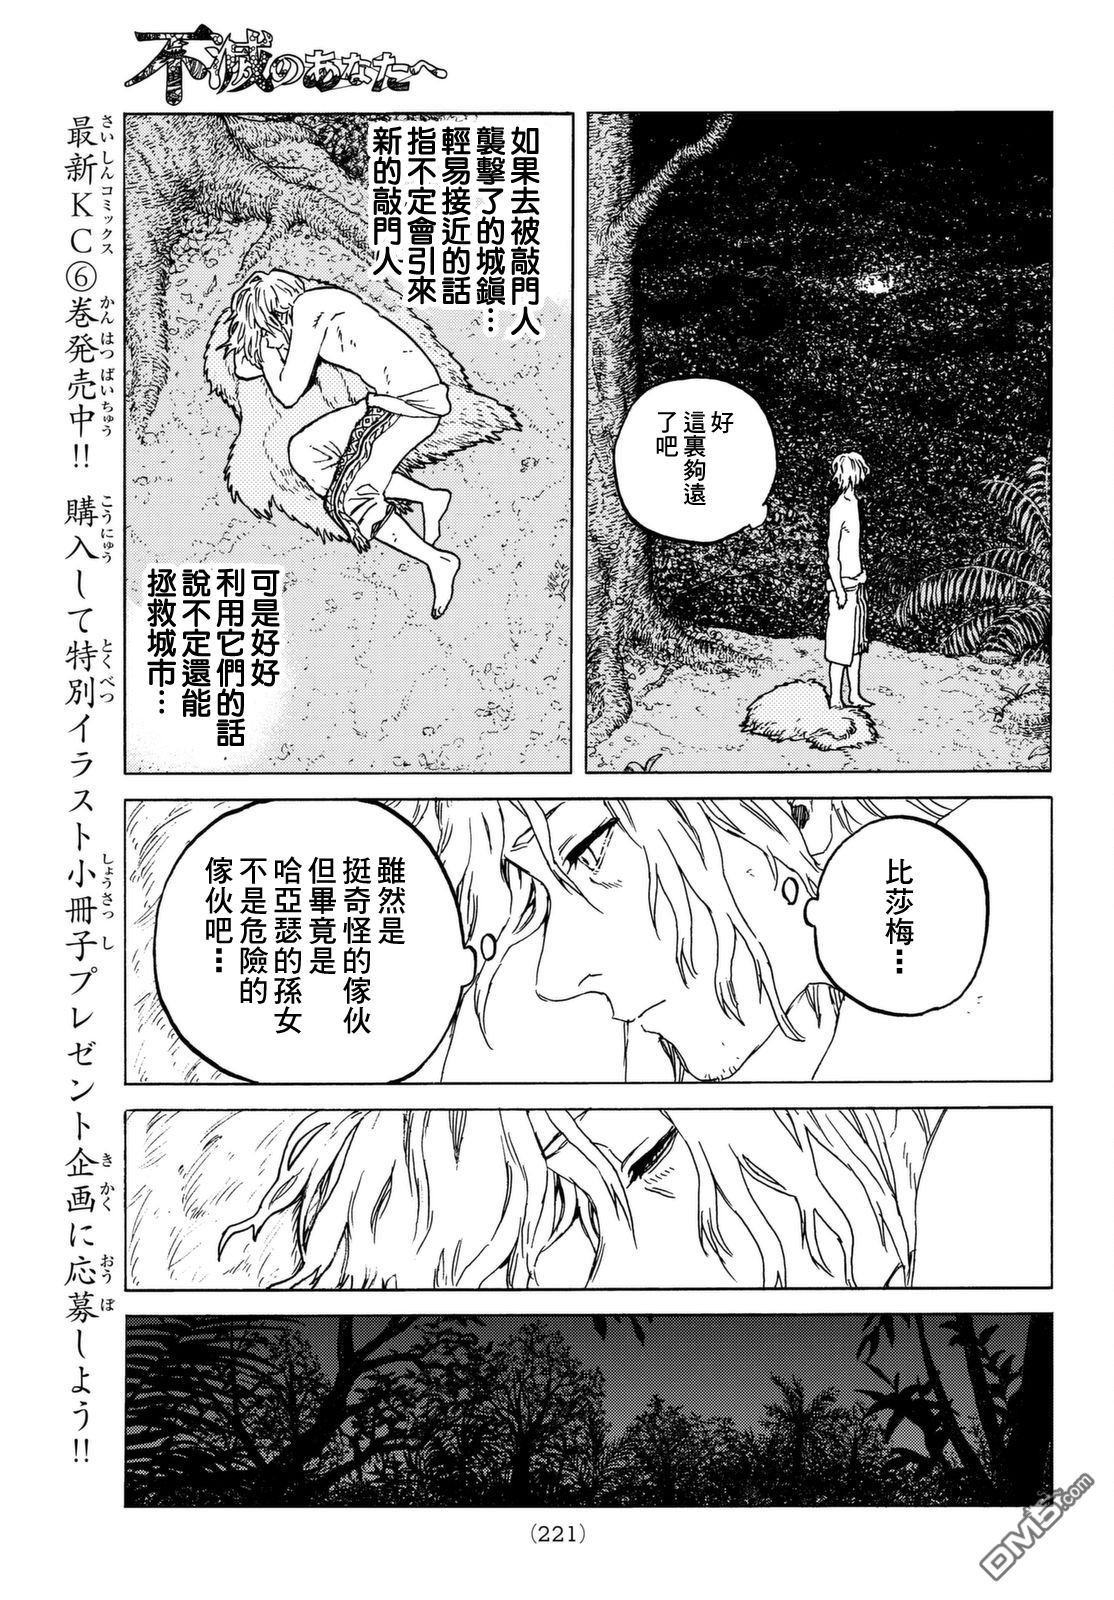 不滅のあなたへ
好
這裏夠遠
了吧
如果去被敲門人
襲擊了的城鎮…
輕易接近的話
指不定會引來
新的敲門人
可是好好
利用它們的話
說不定還能
拯救城市…
比莎梅…
雖然是
挺奇怪的傢伙
但畢竟是
哈亞瑟的孫女
不是危險的
傢伙吧…
最新KC⑥巻発売中!! 購入して特別イラスト小冊子プレゼント企画に応募しよう!!
さいしんコミックス かんはつばいちゅう こうにゅう とくべつ しょうさっし きかく おうぼ
(221)
DM5.com